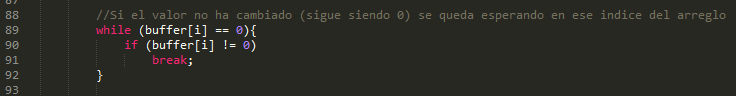 88 //Si el valor no ha cambiado (sigue siendo 0) se queda esperando en ese indice del arreglo
89 while (buffer[i] == 0){
90 if (buffer[i] != 0)
91 break;
92 }
93